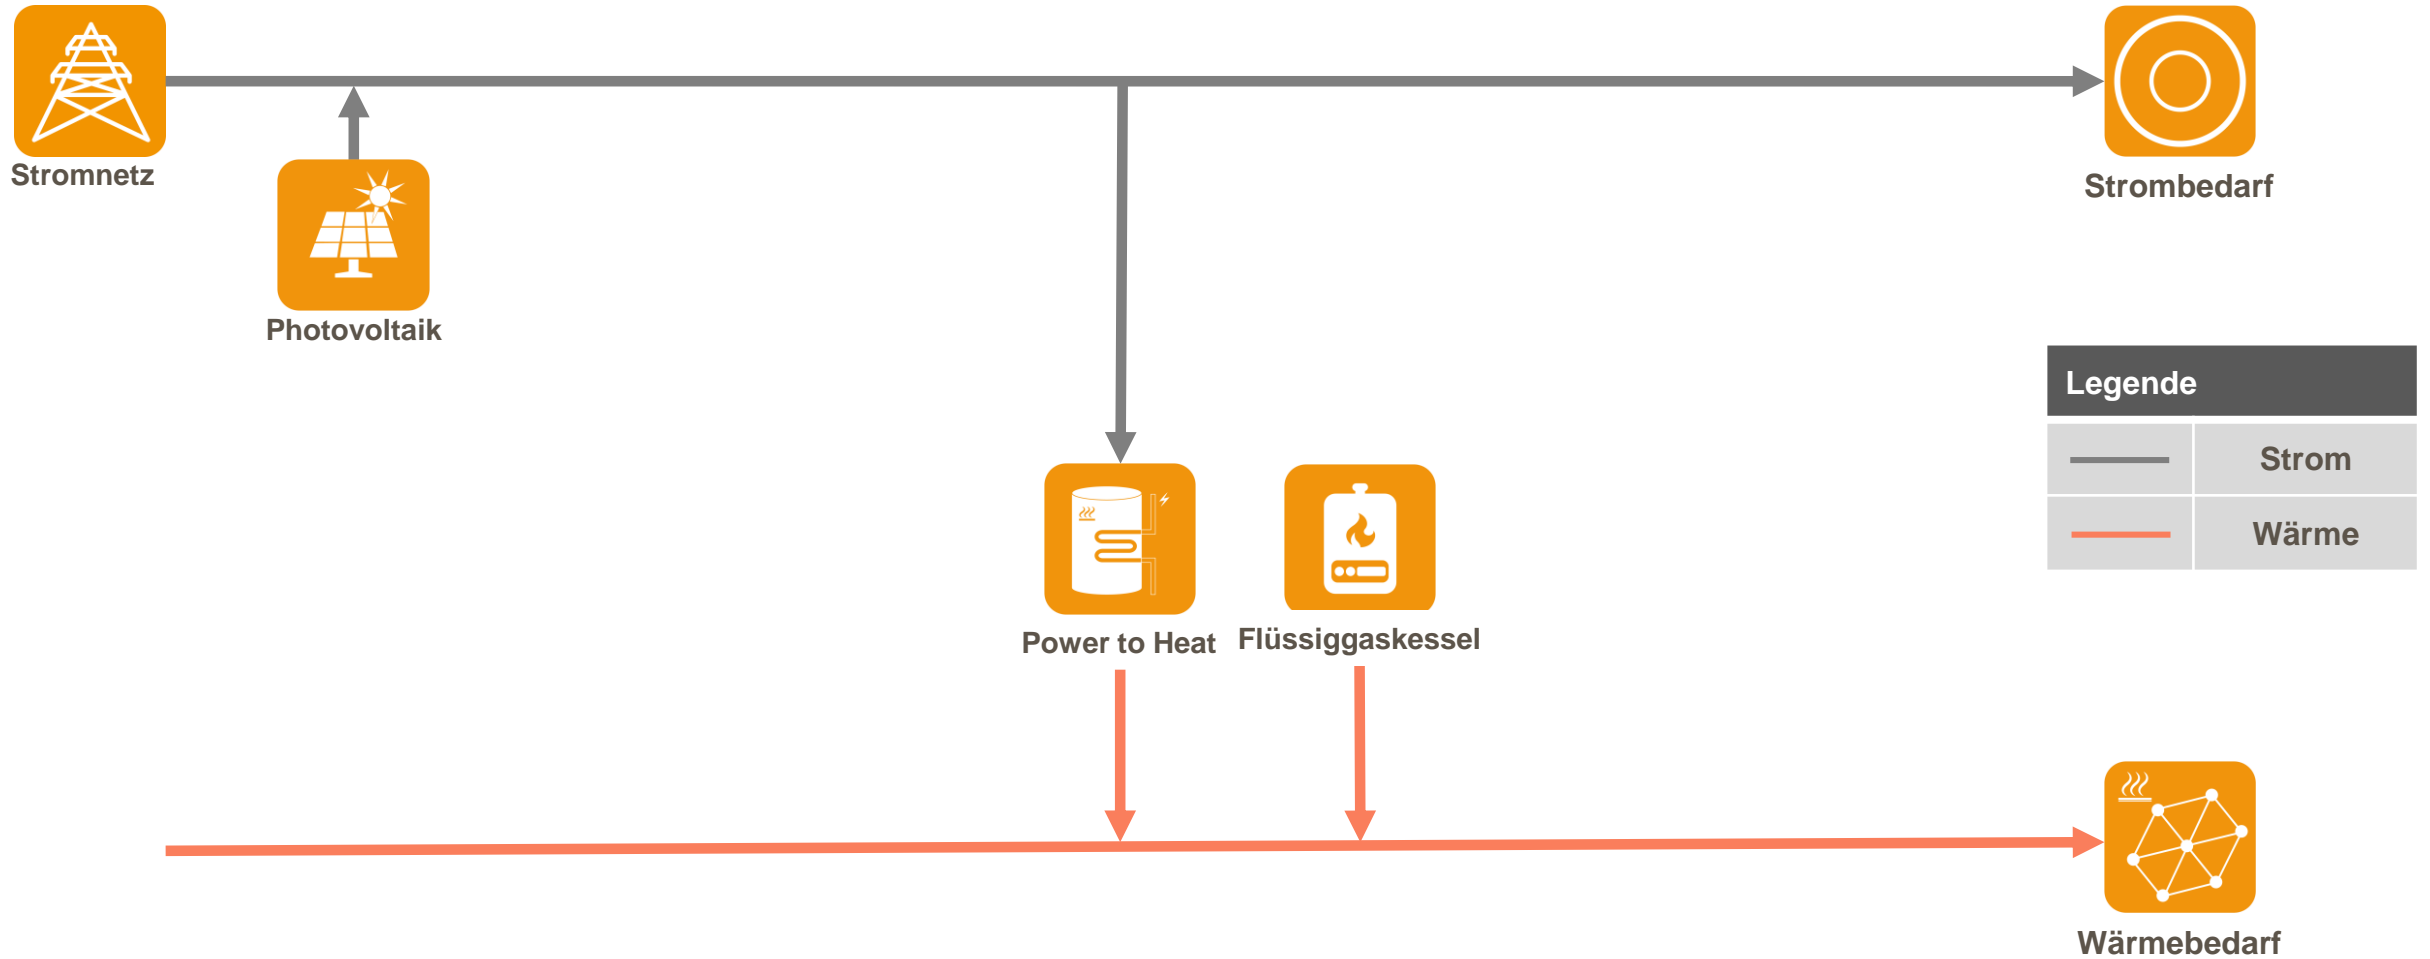 Stromnetz
Strombedarf
Photovoltaik
Legende
Strom
Wärme
Power to Heat
Flüssiggaskessel
Wärmebedarf